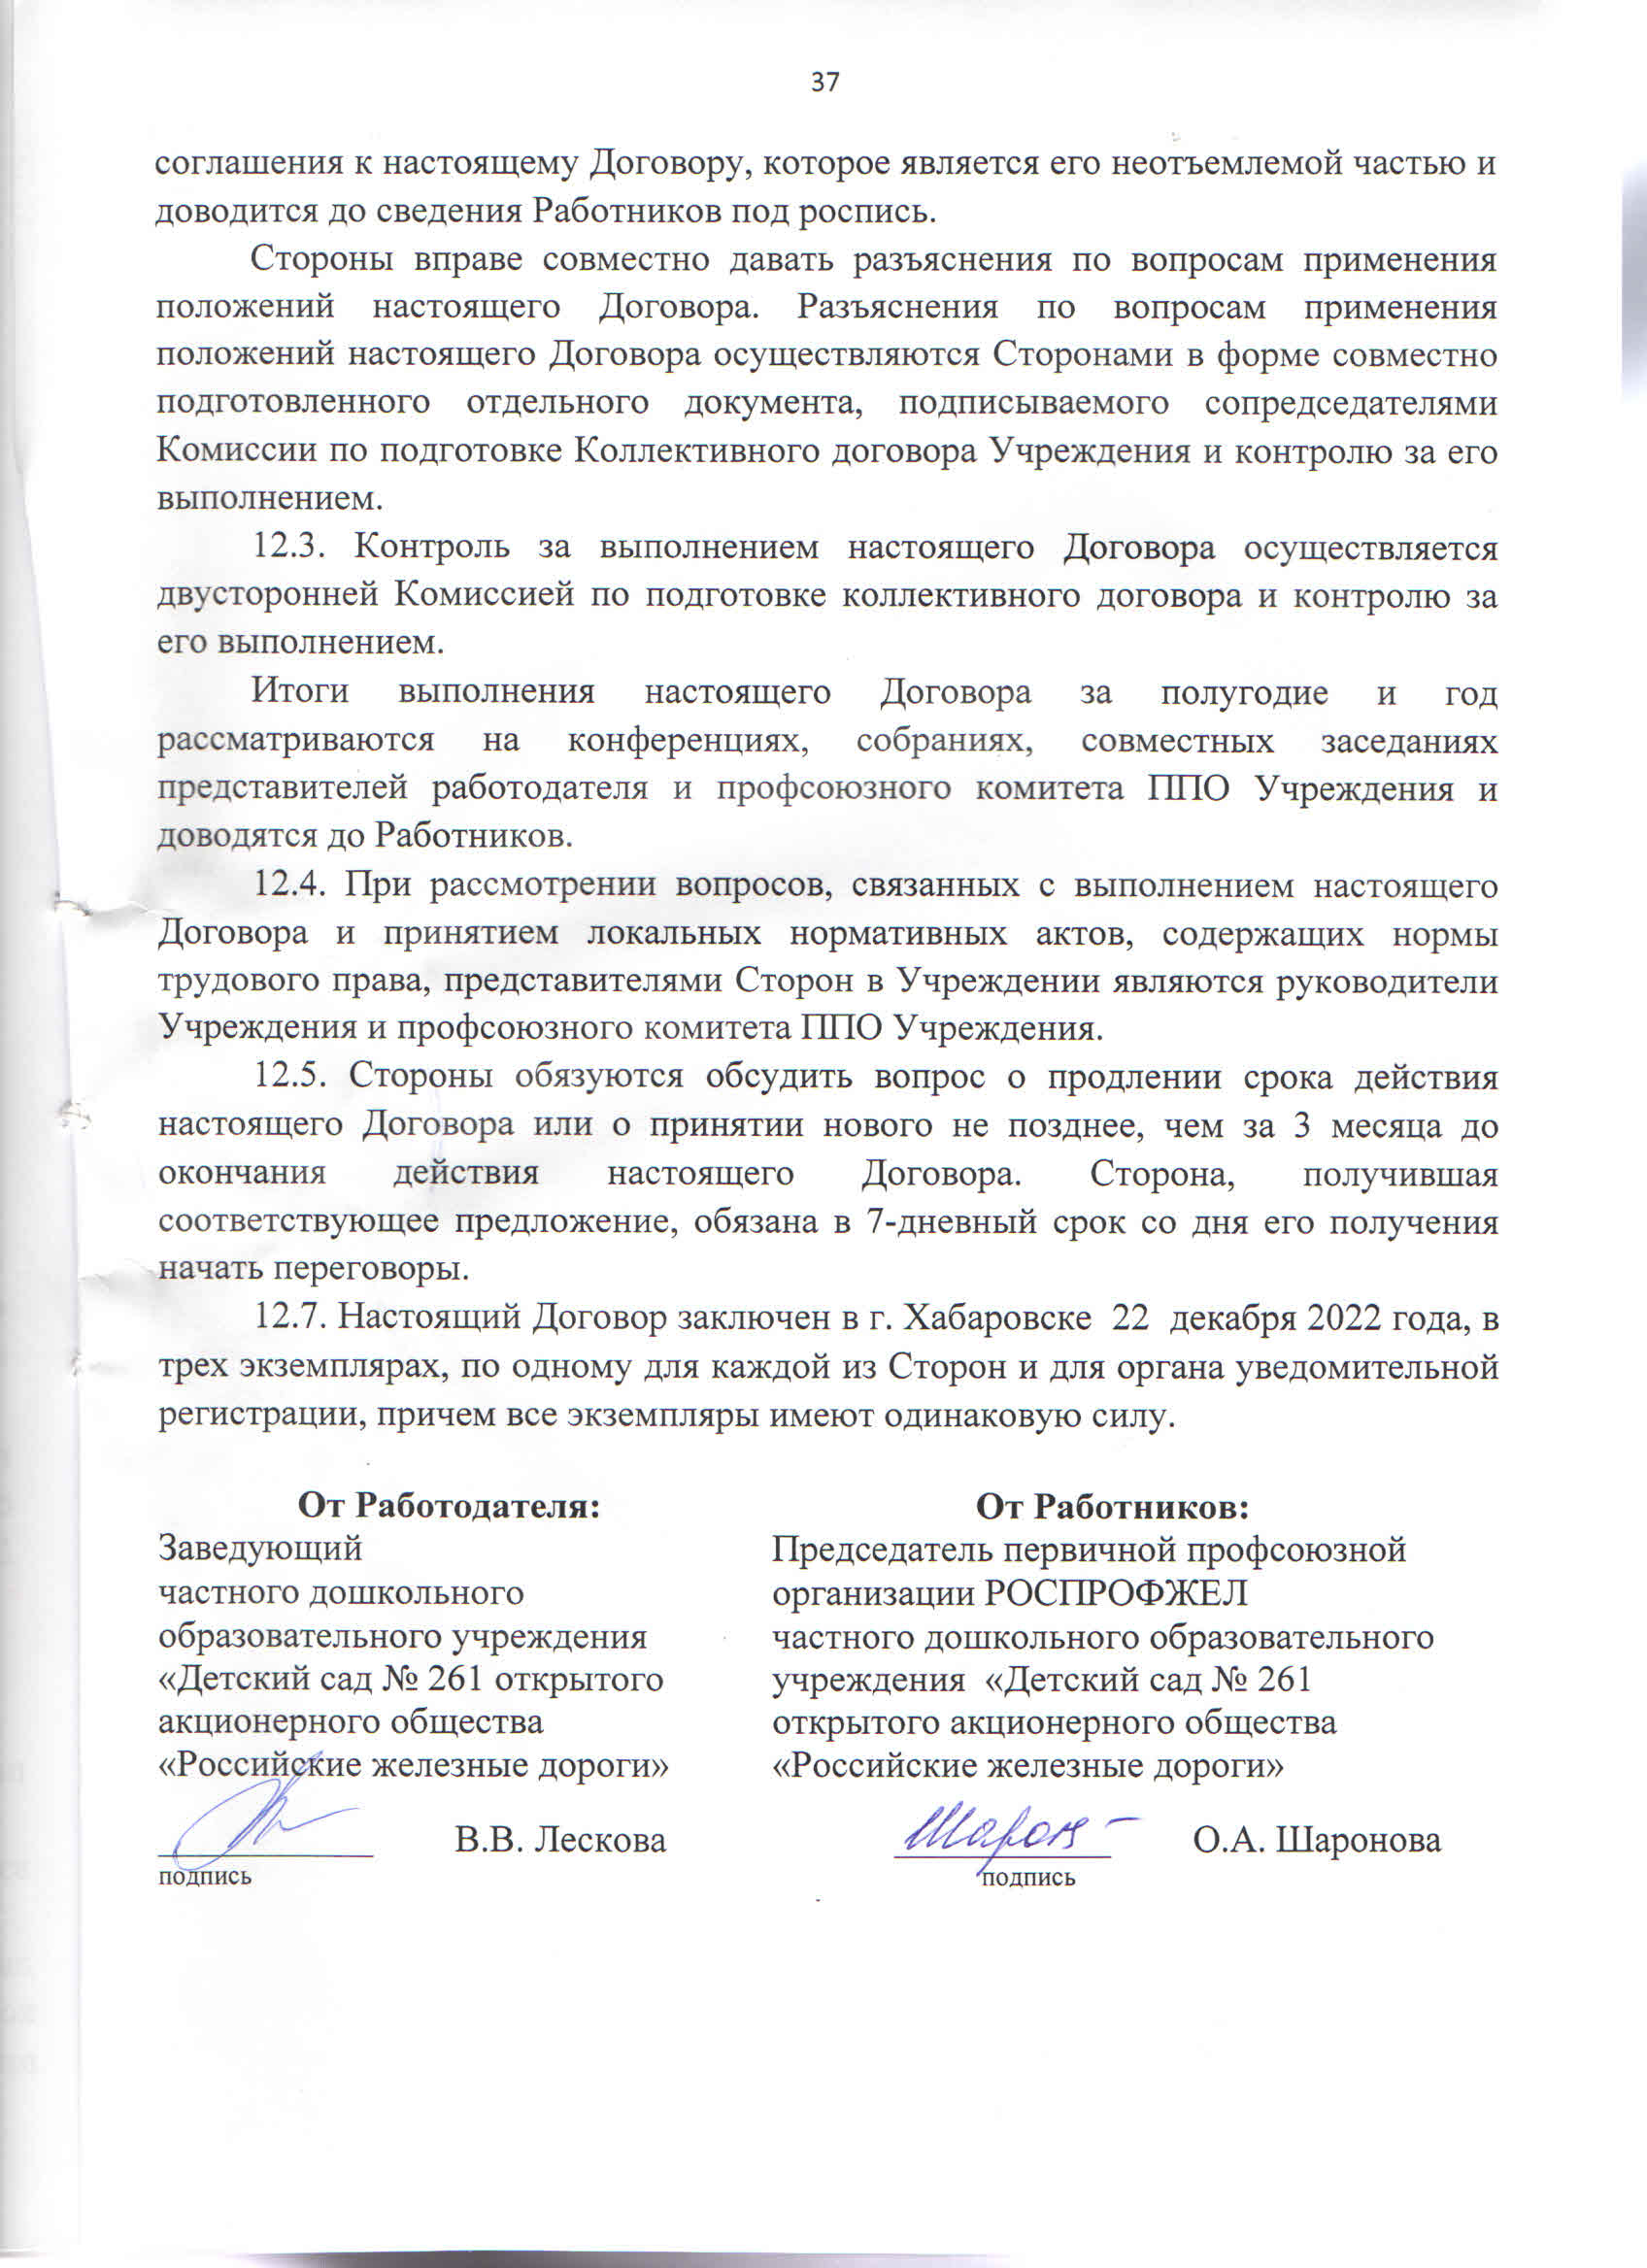 37
соглашения к настоящему Договору, которое является его неотъемлемой частью и
доводится до сведения Работников под роспись.
Стороны вправе совместно давать разъяснения по вопросам применения
положений настоящего Договора. Разъяснения по вопросам применения
положений настоящего Договора осуществляются Сторонами в форме совместно
подготовленного отдельного документа, подписываемого сопредседателями
Комиссии по подготовке Коллективного договора Учреждения и контролю за его
выполнением.
12.3. Контроль за выполнением настоящего Договора осуществляется
двусторонней Комиссией по подготовке коллективного договора и контролю за
его выполнением.
Итоги выполнения настоящего Договора за полугодие и год
рассматриваются на конференциях, собраниях, совместных заседаниях
представителей работодателя и профсоюзного комитета ППО Учреждения и
доводятся до Работников.
12.4. При рассмотрении вопросов, связанных с выполнением настоящего
Договора и принятием локальных нормативных актов, содержащих нормы
трудового права, представителями Сторон в Учреждении являются руководители
Учреждения и профсоюзного комитета ППО Учреждения.
12.5. Стороны обязуются обсудить вопрос о продлении срока действия
настоящего Договора или о принятии нового не позднее, чем за 3 месяца до
окончания действия настоящего Договора. Сторона, получившая
соответствующее предложение, обязана в 7-дневный срок со дня его получения
начать переговоры.
12.7. Настоящий Договор заключен в г. Хабаровске 22 декабря 2022 года, в
трех экземплярах, по одному для каждой из Сторон и для органа уведомительной
регистрации, причем все экземпляры имеют одинаковую силу.
От Работодателя:
Заведующий
частного дошкольного
образовательного учреждения
«Детский сад № 261 открытого
акционерного общества
«Российские железные дороги»
В.В. Лескова
подпись
От Работников:
Председатель первичной профсоюзной
организации РОСПРОФЖЕЛ
частного дошкольного образовательного
учреждения «Детский сад № 261
открытого акционерного общества
«Российские железные дороги»
О.А. Шаронова
подпись